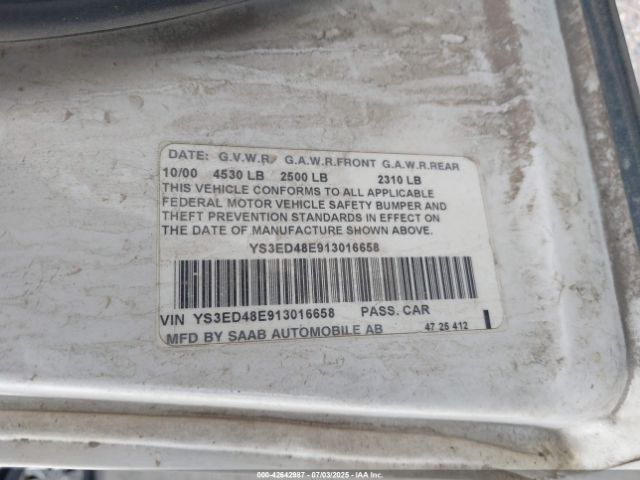 DATE: G.V.W.R. G.A.W.R.FRONT G.A.W.R.REAR
10/00 4530 LB 2500 LB 2310 LB
THIS VEHICLE CONFORMS TO ALL APPLICABLE
FEDERAL MOTOR VEHICLE SAFETY BUMPER AND
THEFT PREVENTION STANDARDS IN EFFECT ON
THE DATE OF MANUFACTURE SHOWN ABOVE.
YS3ED48E913016658
VIN YS3ED48E913016658 PASS. CAR
MFD BY SAAB AUTOMOBILE AB 47 25 412
000-42642987 - 07/03/2025 - IAA Inc.